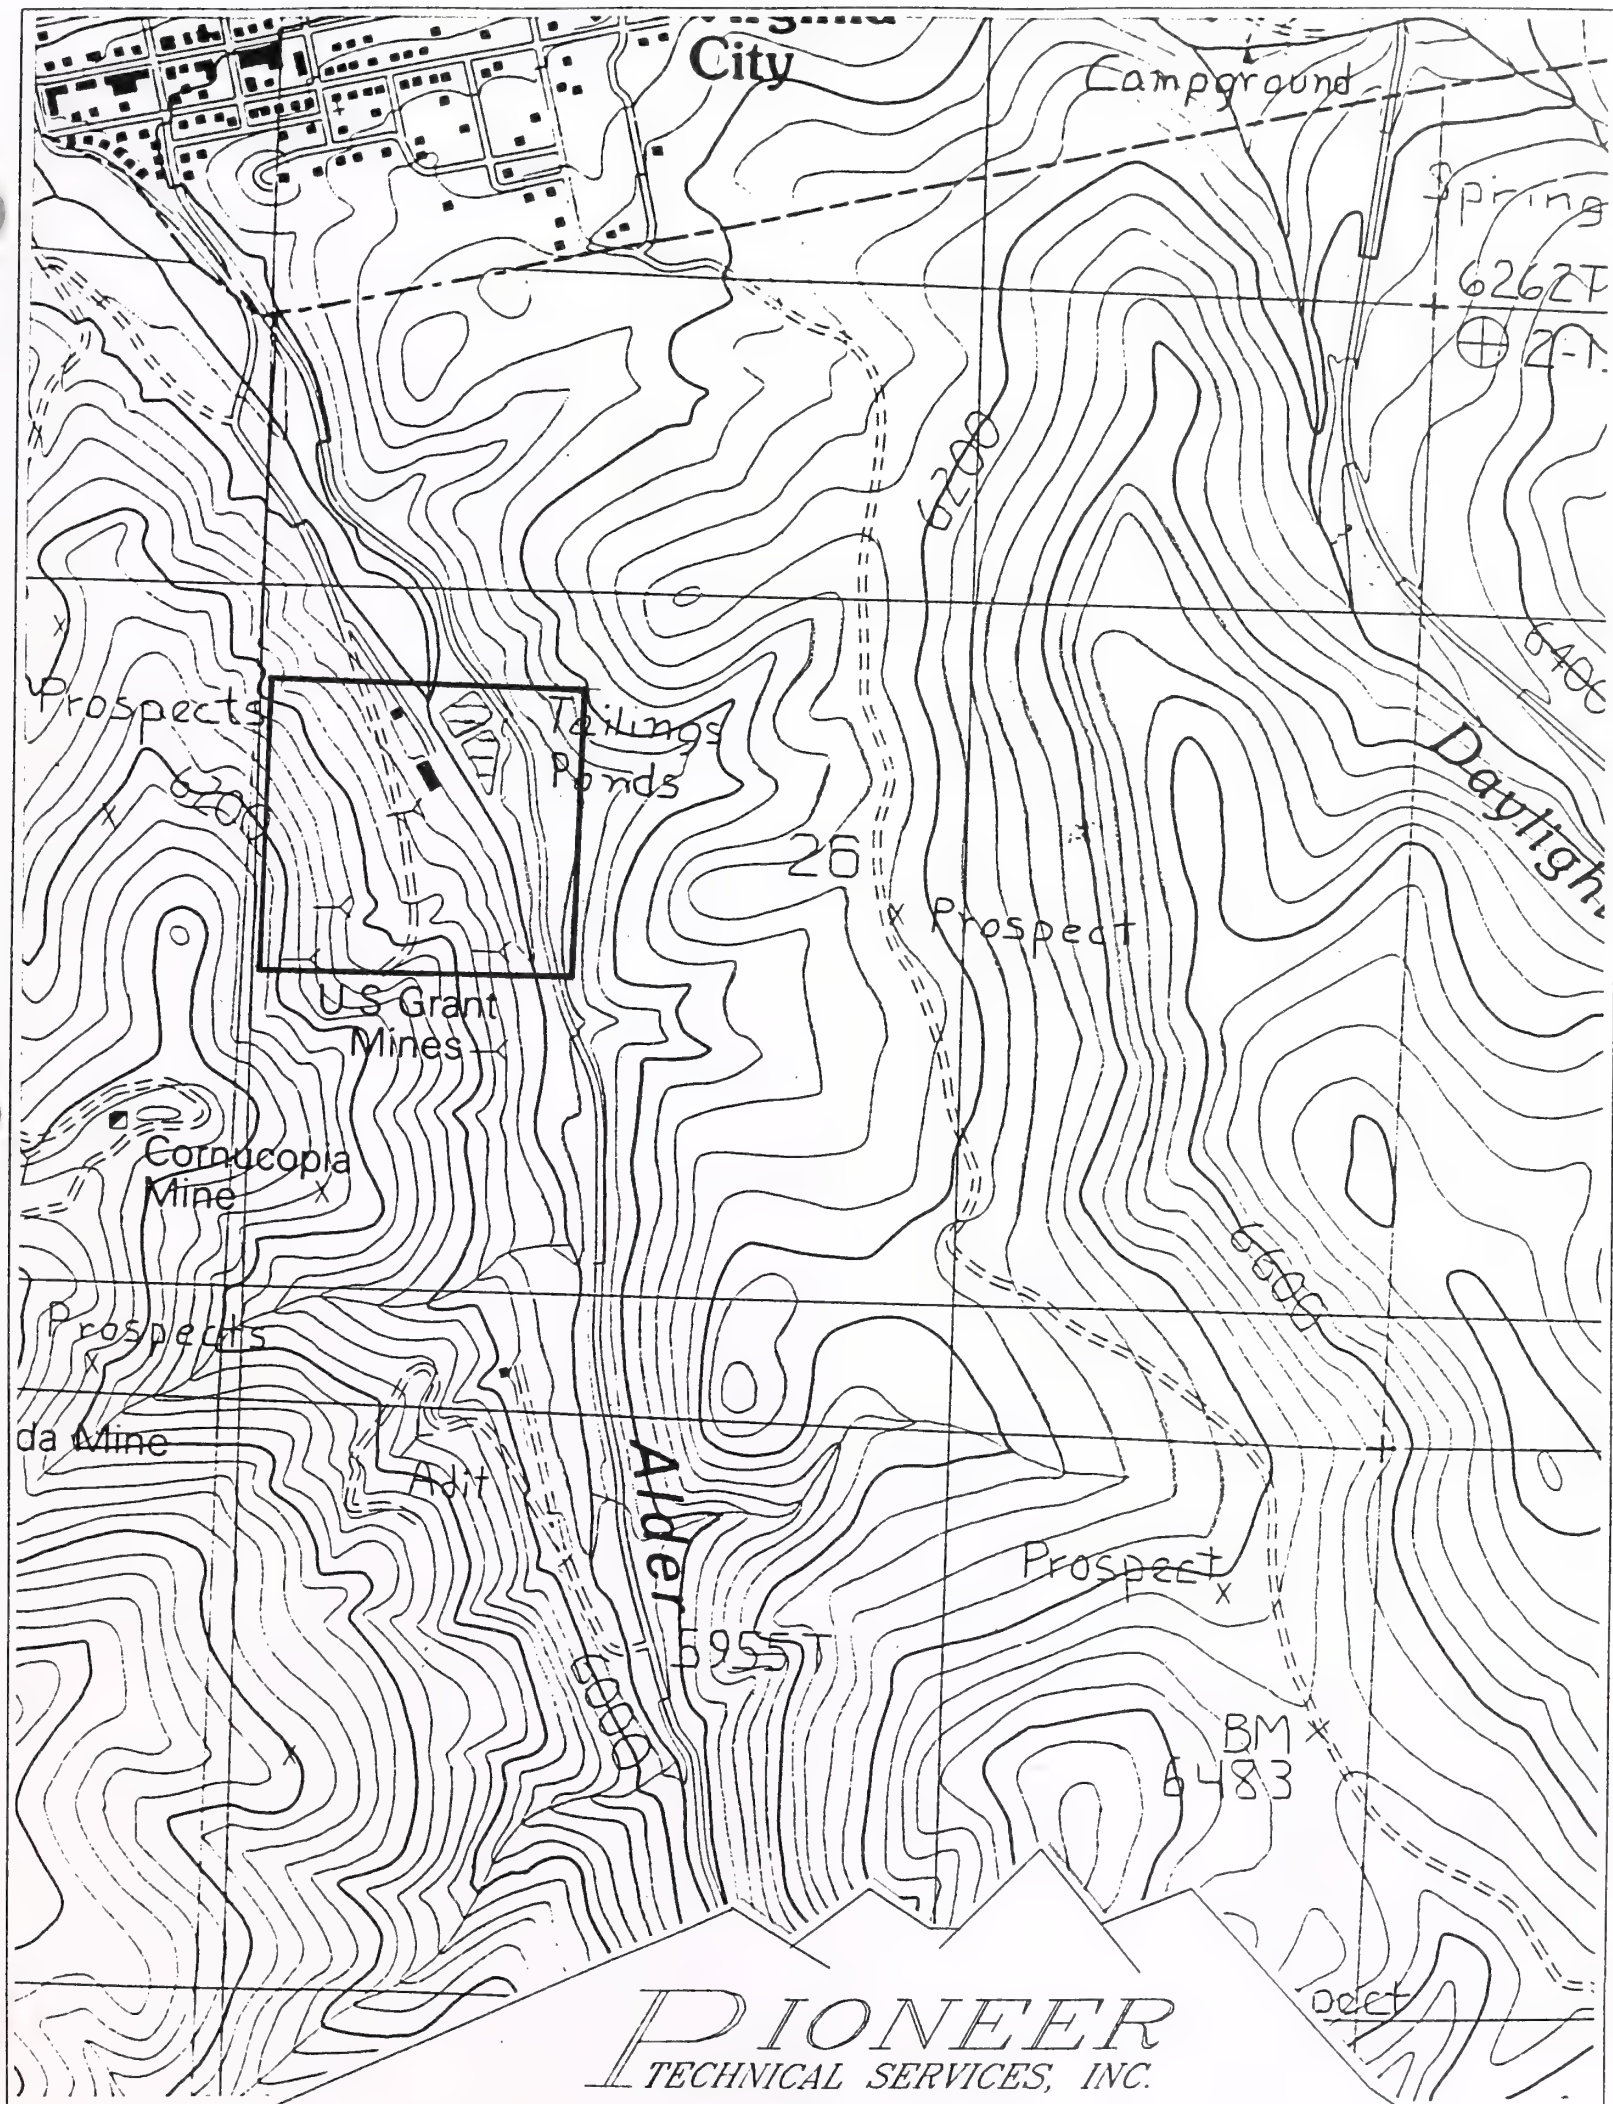 City
Campground
Spring
6262T
6200
6400
Prospects
Tailings
Ponds
6200
Daylight
26
Prospect
U S Grant
Mines
Cornucopia
Mine
6600
Prospects
da Mine
Adit
Alder
Prospect
5955T
6000
BM
6483
pect
PIONEER
TECHNICAL SERVICES, INC.